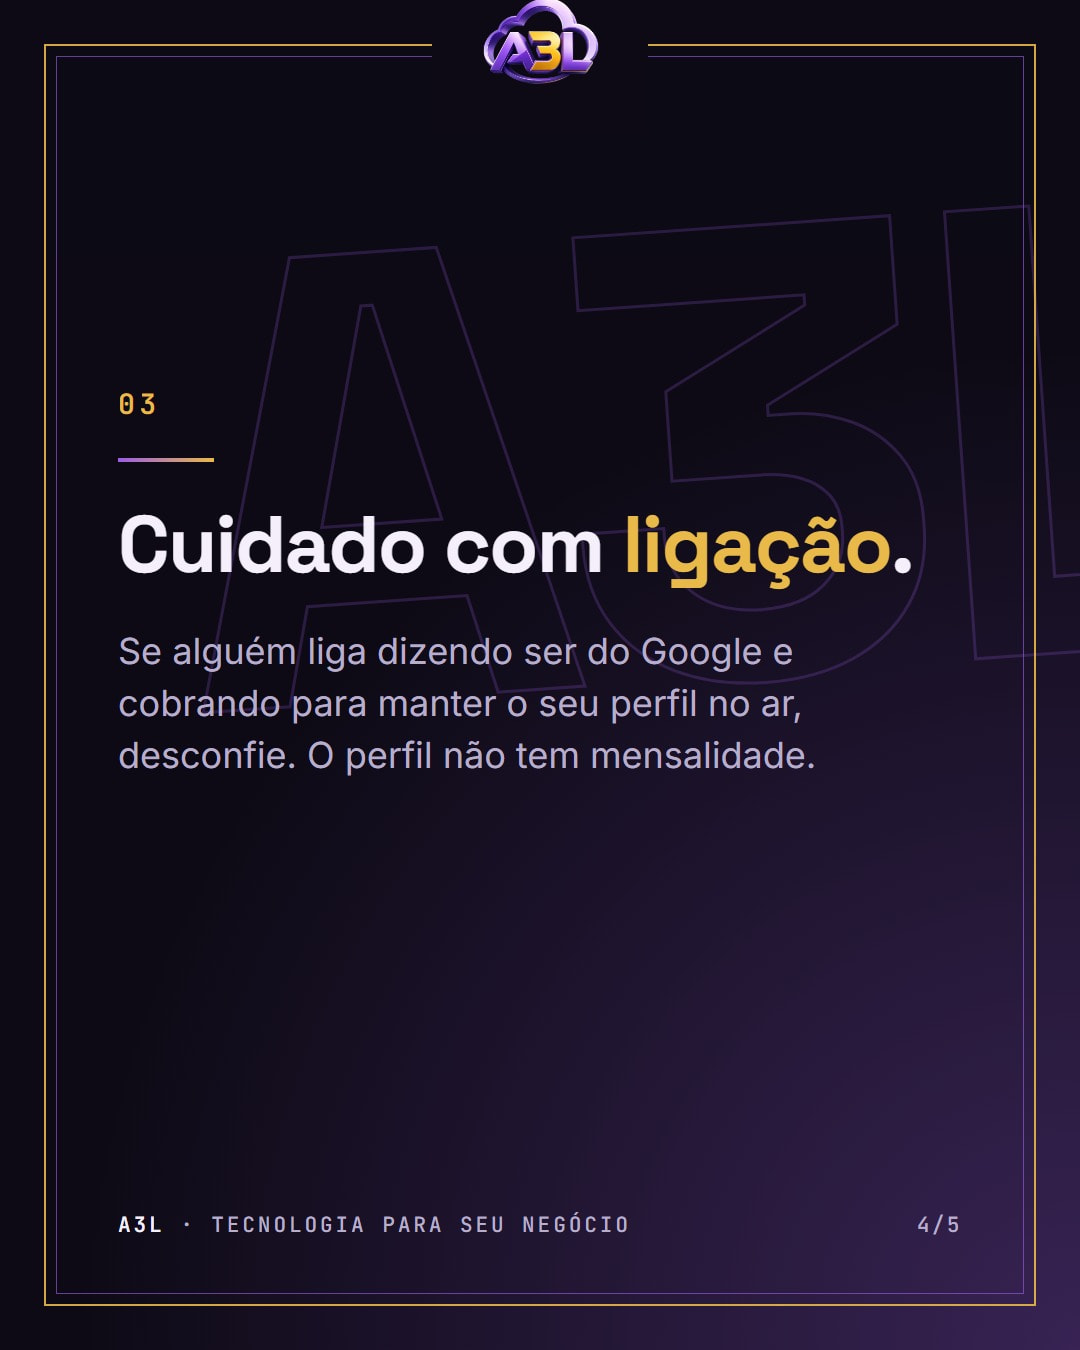 A3L
A3L
03
Cuidado com ligação.
Se alguém liga dizendo ser do Google e
cobrando para manter o seu perfil no ar,
desconfie. O perfil não tem mensalidade.
A3L · TECNOLOGIA PARA SEU NEGÓCIO
4/5